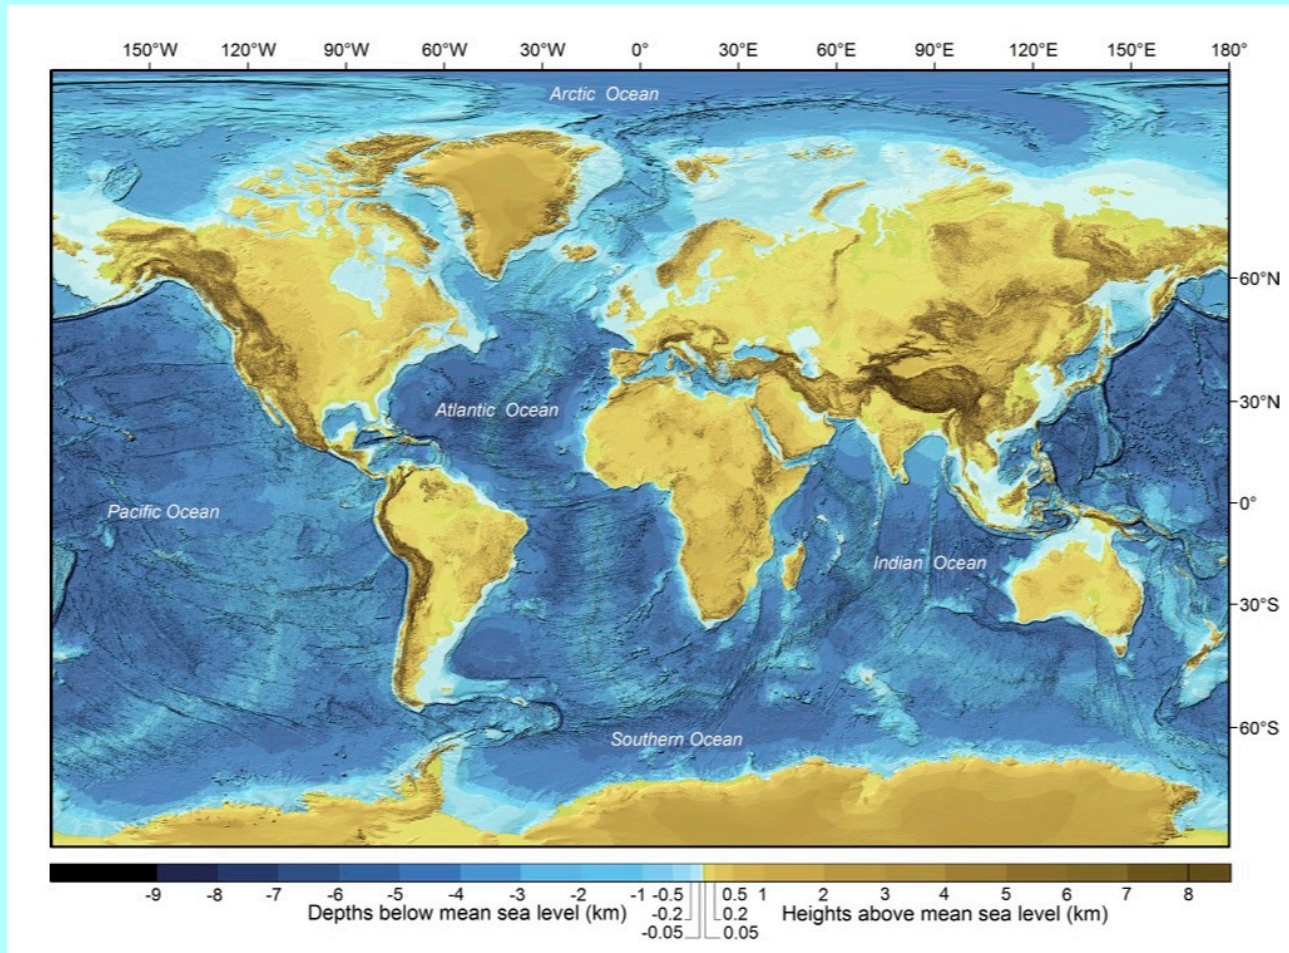 150°W 120°W 90°W 60°W 30°W 0° 30°E 60°E 90°E 120°E 150°E 180°
Arctic Ocean
60°N
30°N
Atlantic Ocean
0°
Pacific Ocean
Indian Ocean
30°S
60°S
Southern Ocean
-9 -8 -7 -6 -5 -4 -3 -2 -1 -0.5 0.5 1 2 3 4 5 6 7 8
Depths below mean sea level (km) -0.2 0.2 Heights above mean sea level (km)
-0.05 0.05